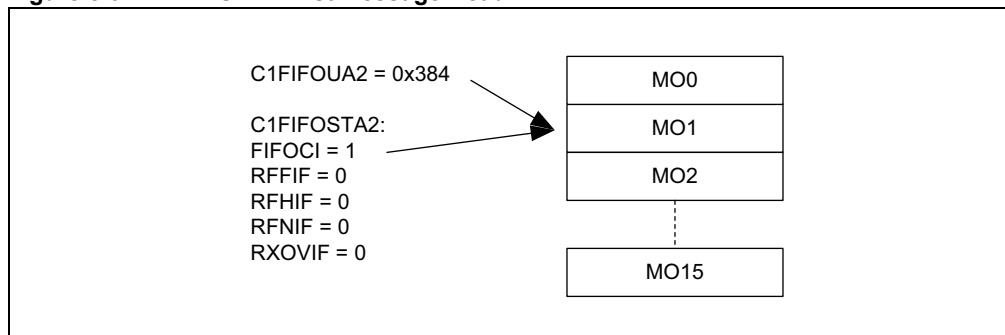 C1FIFOUA2 = 0x384
C1FIFOSTA2:
FIFOCI = 1
RFFIF = 0
RFHIF = 0
RFNIF = 0
RXOVIF = 0
MO0
MO1
MO2
MO15